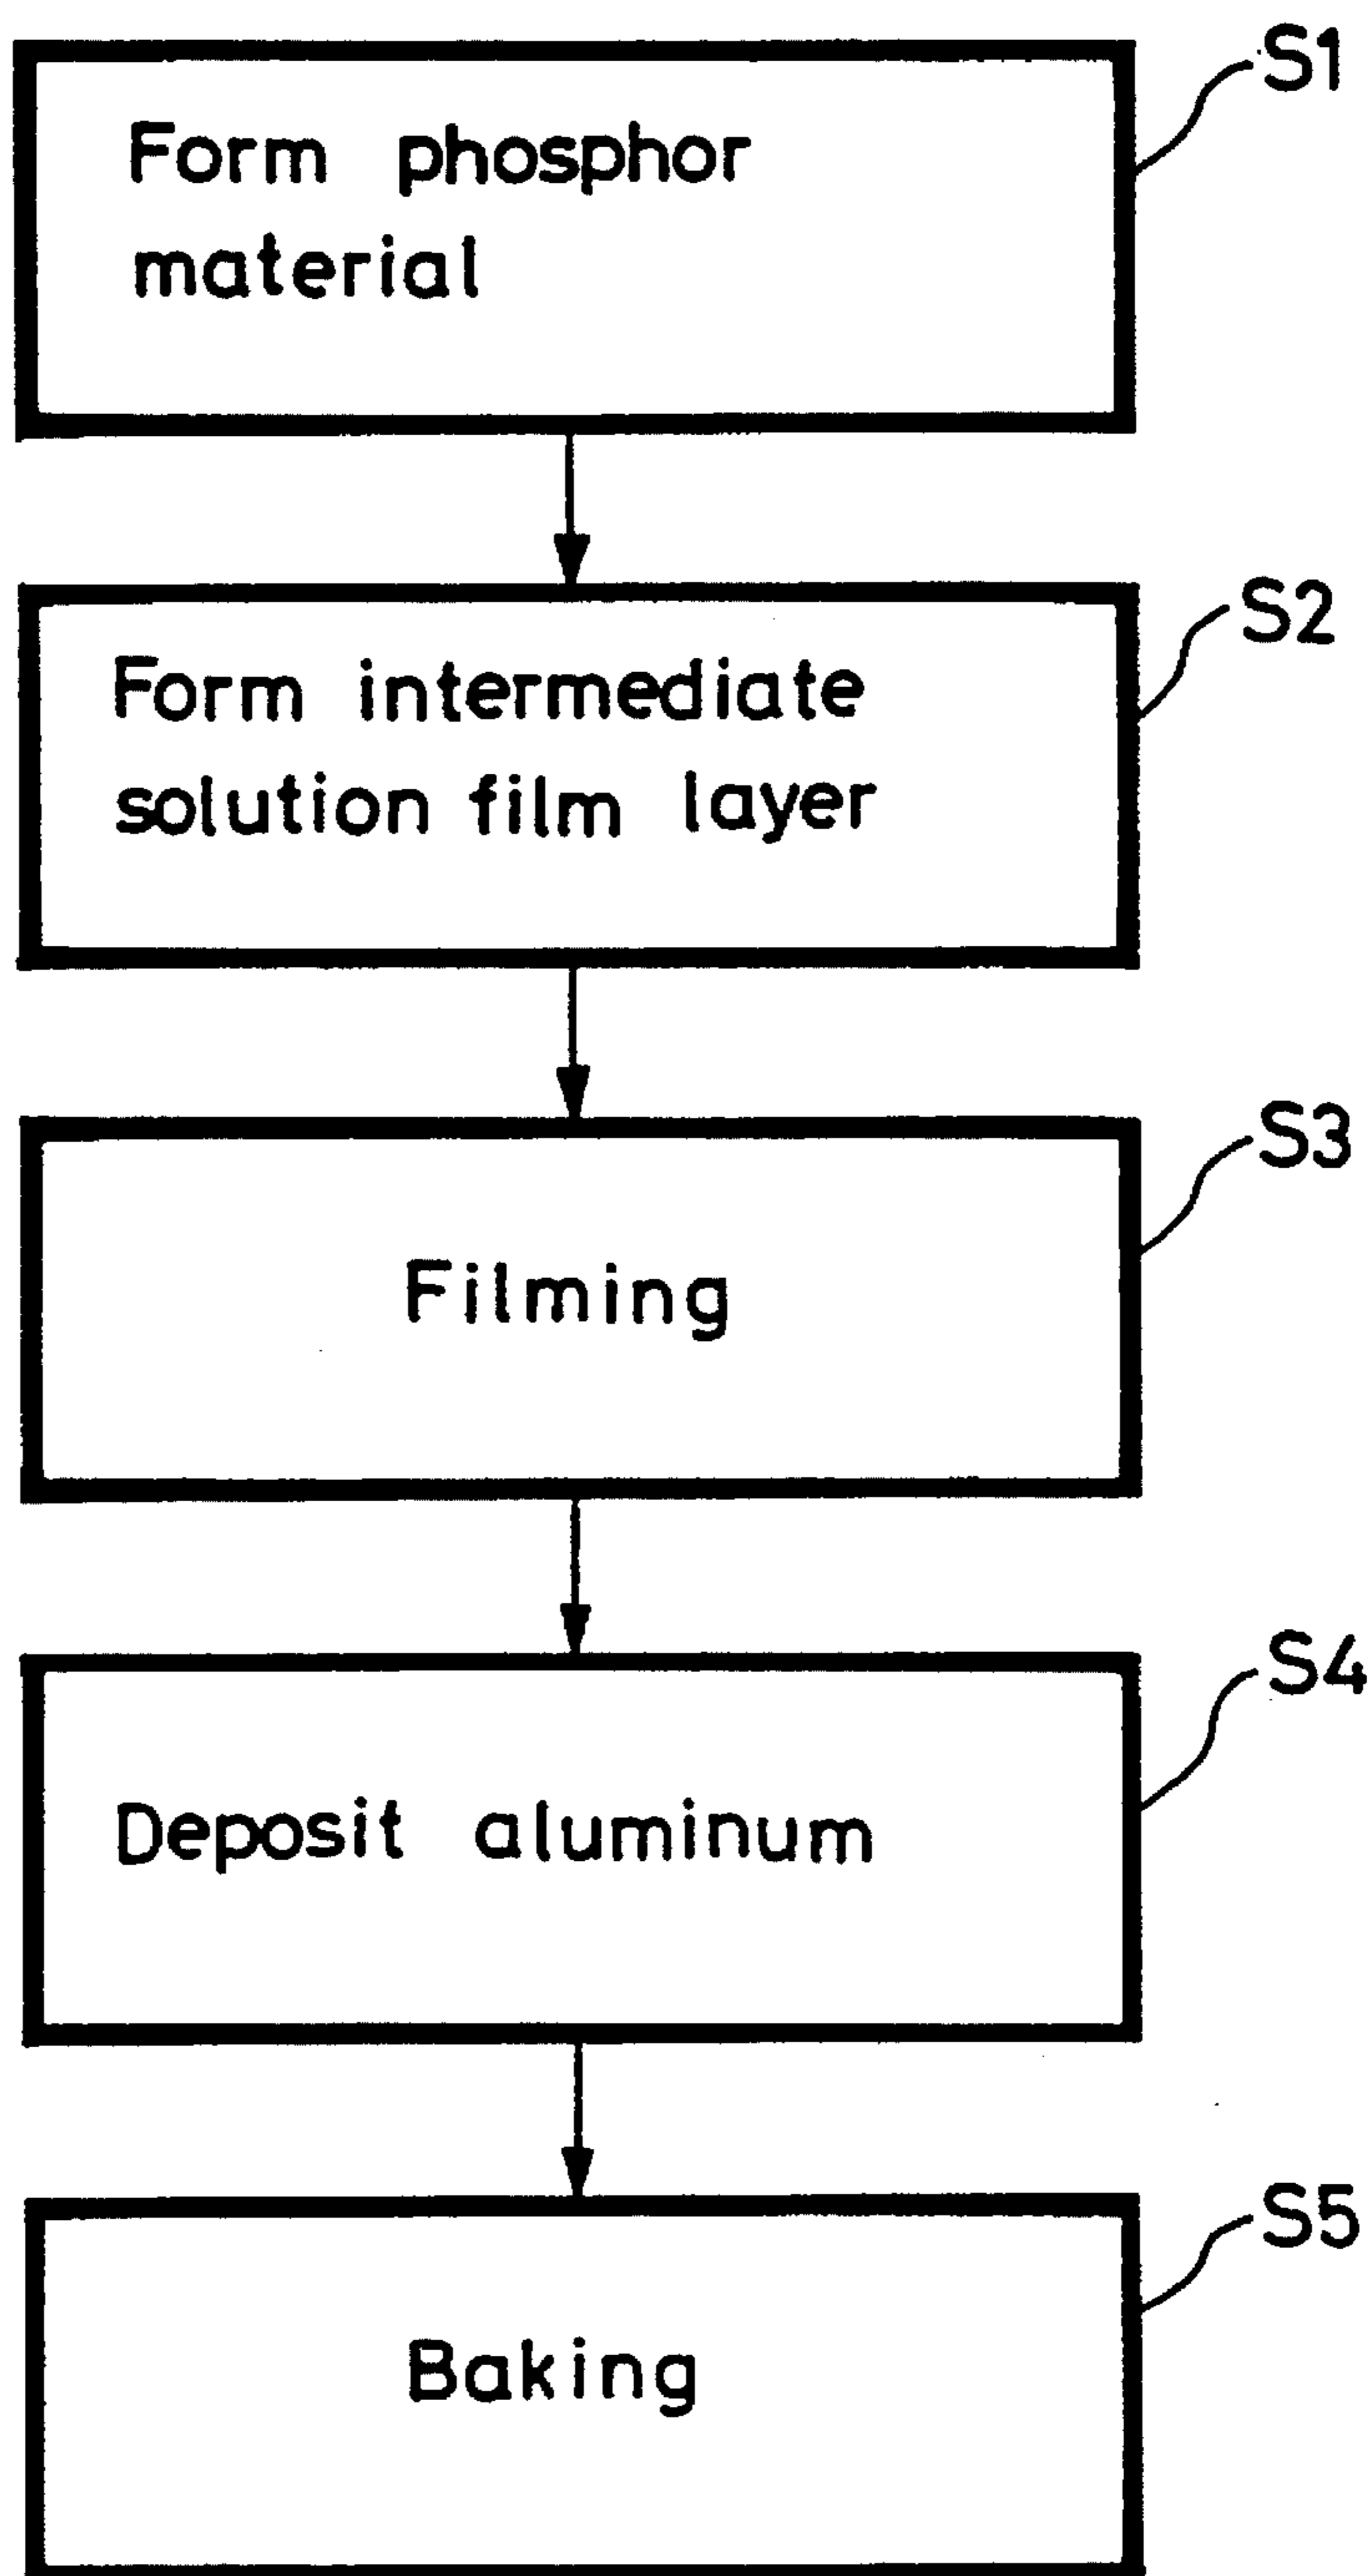 S1
Form phosphor
material
S2
Form intermediate
solution film layer
S3
Filming
S4
Deposit aluminum
S5
Baking